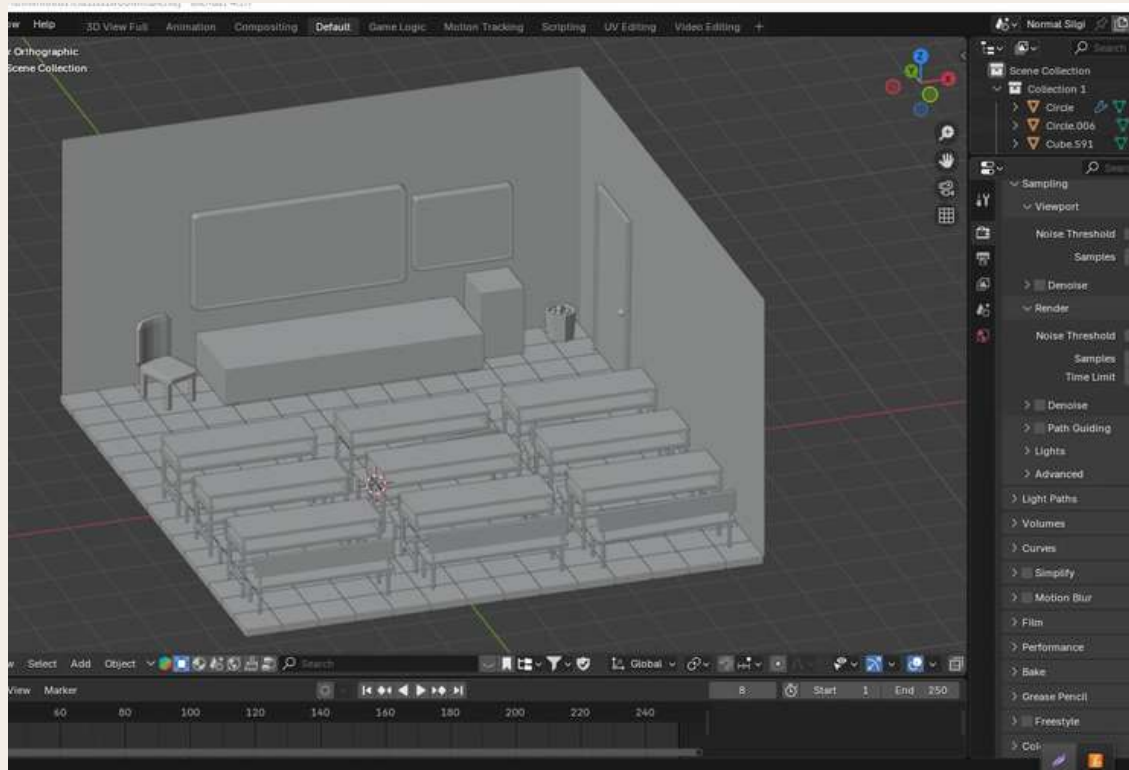 Help 3D View Full Animation Compositing Default Game Logic Motion Tracking Scripting UV Editing Video Editing + Normal Silgi
Orthographic
Scene Collection
Z
Y
X
Search
Scene Collection
Collection 1
Circle
Circle.006
Cube.591
Sampling
Viewport
Noise Threshold
Samples
Denoise
Render
Noise Threshold
Samples
Time Limit
Denoise
Path Guiding
Lights
Advanced
Light Paths
Volumes
Curves
Simplify
Motion Blur
Film
Performance
Bake
Grease Pencil
Freestyle
Select Add Object Search Global
View Marker 8 Start 1 End 250
60 80 100 120 140 160 180 200 220 240